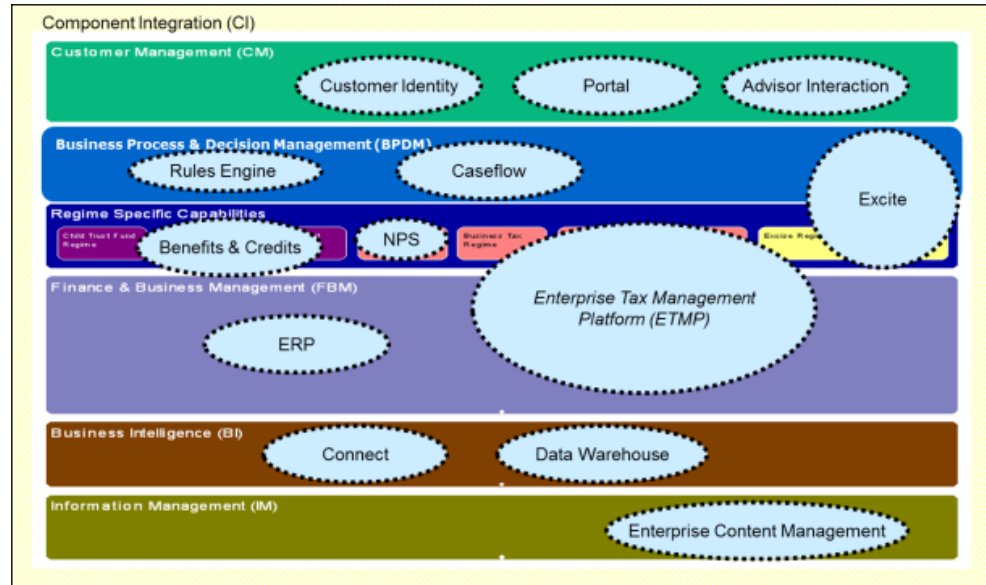 Component Integration (CI)
Customer Management (CM)
Customer Identity
Portal
Advisor Interaction
Business Process & Decision Management (BPDM)
Rules Engine
Caseflow
Excite
Regime Specific Capabilities
Child Trust Fund
Regime
Benefits & Credits
NPS
Business Tax
Regime
Excise
Finance & Business Management (FBM)
Enterprise Tax Management
Platform (ETMP)
ERP
Business Intelligence (BI)
Connect
Data Warehouse
Information Management (IM)
Enterprise Content Management